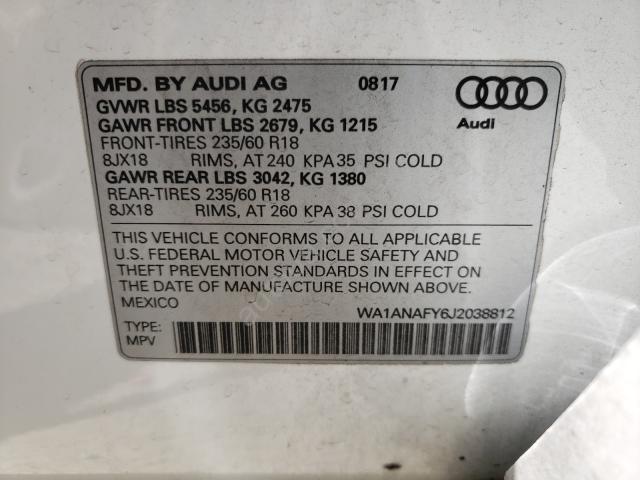 MFD. BY AUDI AG 0817
GVWR LBS 5456, KG 2475
GAWR FRONT LBS 2679, KG 1215
Audi
FRONT-TIRES 235/60 R18
8JX18 RIMS, AT 240 KPA 35 PSI COLD
GAWR REAR LBS 3042, KG 1380
REAR-TIRES 235/60 R18
8JX18 RIMS, AT 260 KPA 38 PSI COLD
THIS VEHICLE CONFORMS TO ALL APPLICABLE
U.S. FEDERAL MOTOR VEHICLE SAFETY AND
THEFT PREVENTION STANDARDS IN EFFECT ON
THE DATE OF MANUFACTURE SHOWN ABOVE.
MEXICO WA1ANAFY6J2038812
TYPE:
MPV